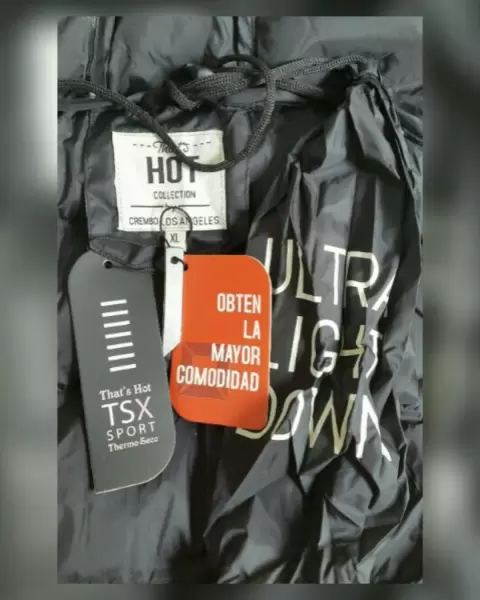 That's
HOT
COLLECTION
CREMBO LOS ANGELES
XL
ULTRA
LIGHT
DOWN
OBTEN
LA
MAYOR
COMODIDAD
That's Hot
TSX
SPORT
Thermo-Seco